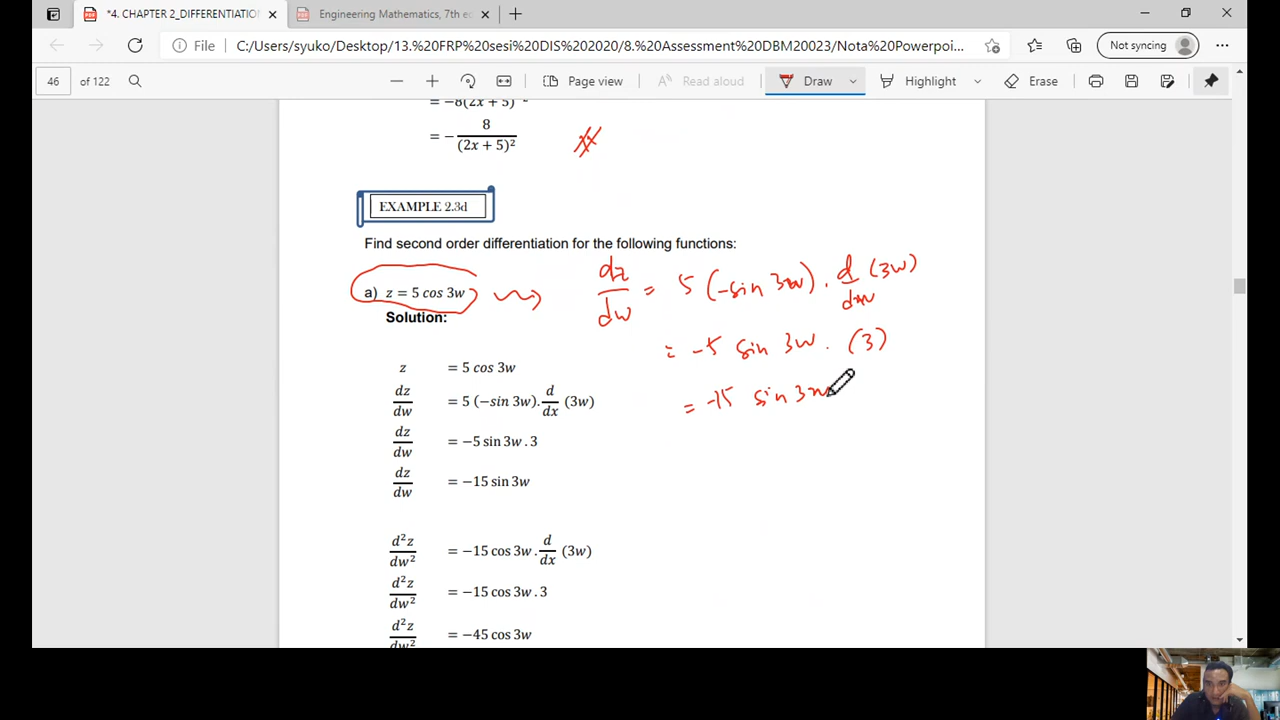 *4. CHAPTER 2_DIFFERENTIATIO
Engineering Mathematics, 7th e
File C:/Users/syuko/Desktop/13.%20FRP%20sesi%20DIS%202020/8.%20Assessment%20DBM20023/Nota%20Powerpoi...
Not syncing
46 of 122
Page view
Read aloud
Draw
Highlight
Erase
= −8(2x + 5)⁻²
= − 8/(2x + 5)²
EXAMPLE 2.3d
Find second order differentiation for the following functions:
a) z = 5 cos 3w
Solution:
z = 5 cos 3w
dz/dw = 5 (−sin 3w). d/dx (3w)
dz/dw = −5 sin 3w . 3
dz/dw = −15 sin 3w
d²z/dw² = −15 cos 3w . d/dx (3w)
d²z/dw² = −15 cos 3w . 3
d²z/dw² = −45 cos 3w
dz/dw = 5 (-sin 3w) . d/dw (3w)
= -5 sin 3w . (3)
= -15 sin 3w